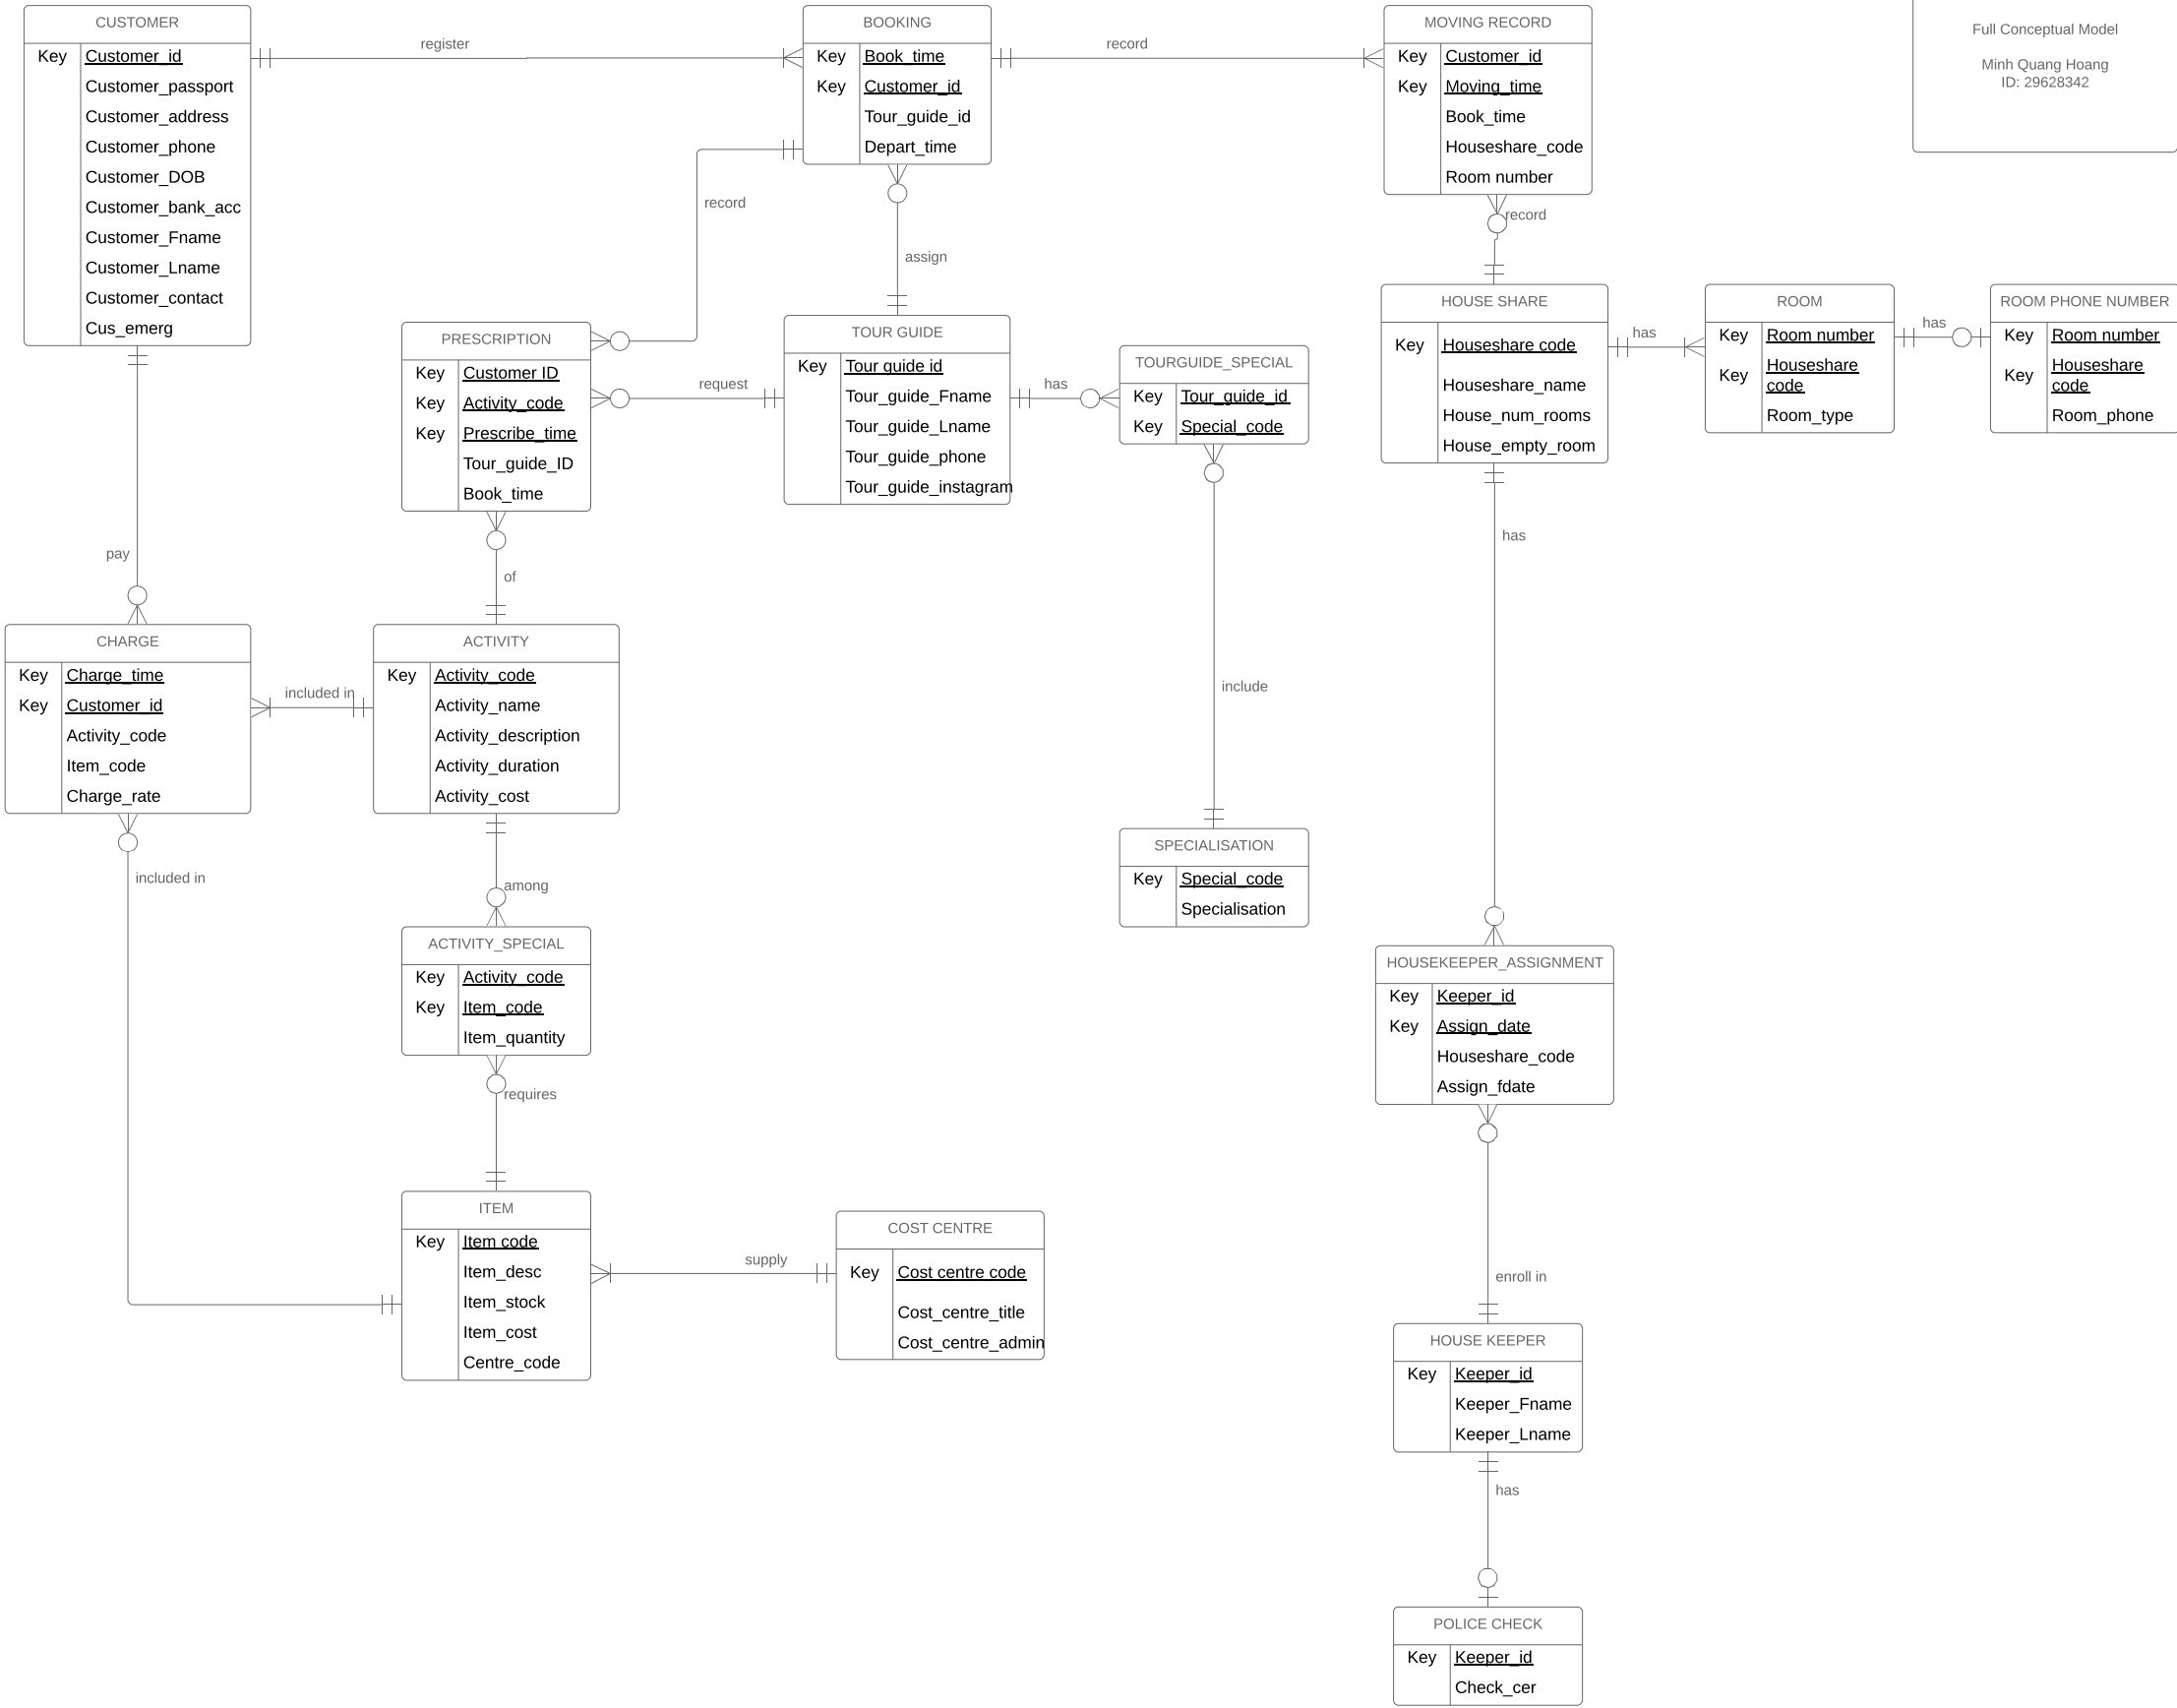 CUSTOMER
Key Customer_id
Customer_passport
Customer_address
Customer_phone
Customer_DOB
Customer_bank_acc
Customer_Fname
Customer_Lname
Customer_contact
Cus_emerg
register
BOOKING
Key Book_time
Key Customer_id
Tour_guide_id
Depart_time
record
MOVING RECORD
Key Customer_id
Key Moving_time
Book_time
Houseshare_code
Room number
Full Conceptual Model
Minh Quang Hoang
ID: 29628342
record
assign
record
PRESCRIPTION
Key Customer ID
Key Activity_code
Key Prescribe_time
Tour_guide_ID
Book_time
request
TOUR GUIDE
Key Tour guide id
Tour_guide_Fname
Tour_guide_Lname
Tour_guide_phone
Tour_guide_instagram
has
TOURGUIDE_SPECIAL
Key Tour_guide_id
Key Special_code
HOUSE SHARE
Key Houseshare code
Houseshare_name
House_num_rooms
House_empty_room
has
ROOM
Key Room number
Key Houseshare
code
Room_type
has
ROOM PHONE NUMBER
Key Room number
Key Houseshare
code
Room_phone
pay
of
has
CHARGE
Key Charge_time
Key Customer_id
Activity_code
Item_code
Charge_rate
included in
ACTIVITY
Key Activity_code
Activity_name
Activity_description
Activity_duration
Activity_cost
include
included in
among
SPECIALISATION
Key Special_code
Specialisation
ACTIVITY_SPECIAL
Key Activity_code
Key Item_code
Item_quantity
HOUSEKEEPER_ASSIGNMENT
Key Keeper_id
Key Assign_date
Houseshare_code
Assign_fdate
requires
ITEM
Key Item code
Item_desc
Item_stock
Item_cost
Centre_code
supply
COST CENTRE
Key Cost centre code
Cost_centre_title
Cost_centre_admin
enroll in
HOUSE KEEPER
Key Keeper_id
Keeper_Fname
Keeper_Lname
has
POLICE CHECK
Key Keeper_id
Check_cer